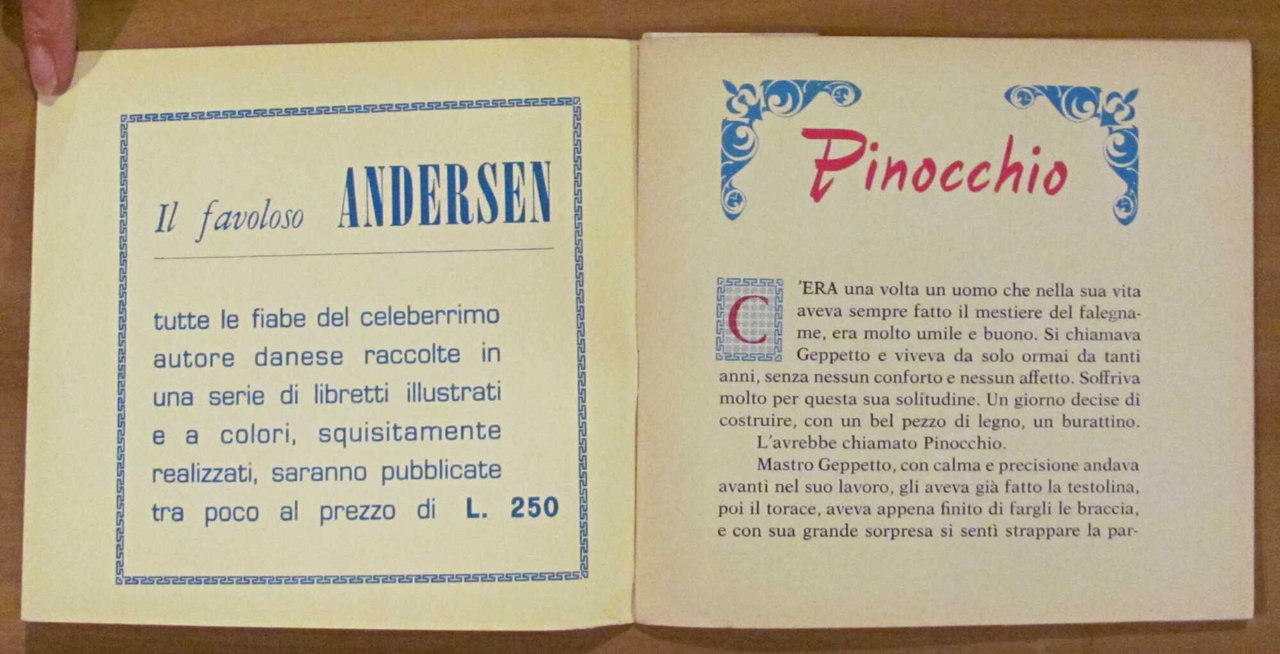 Il favoloso ANDERSEN
tutte le fiabe del celeberrimo
autore danese raccolte in
una serie di libretti illustrati
e a colori, squisitamente
realizzati, saranno pubblicate
tra poco al prezzo di L. 250
Pinocchio
C'ERA una volta un uomo che nella sua vita
aveva sempre fatto il mestiere del falegna-
me, era molto umile e buono. Si chiamava
Geppetto e viveva da solo ormai da tanti
anni, senza nessun conforto e nessun affetto. Soffriva
molto per questa sua solitudine. Un giorno decise di
costruire, con un bel pezzo di legno, un burattino.
L'avrebbe chiamato Pinocchio.
Mastro Geppetto, con calma e precisione andava
avanti nel suo lavoro, gli aveva già fatto la testolina,
poi il torace, aveva appena finito di fargli le braccia,
e con sua grande sorpresa si sentì strappare la par-